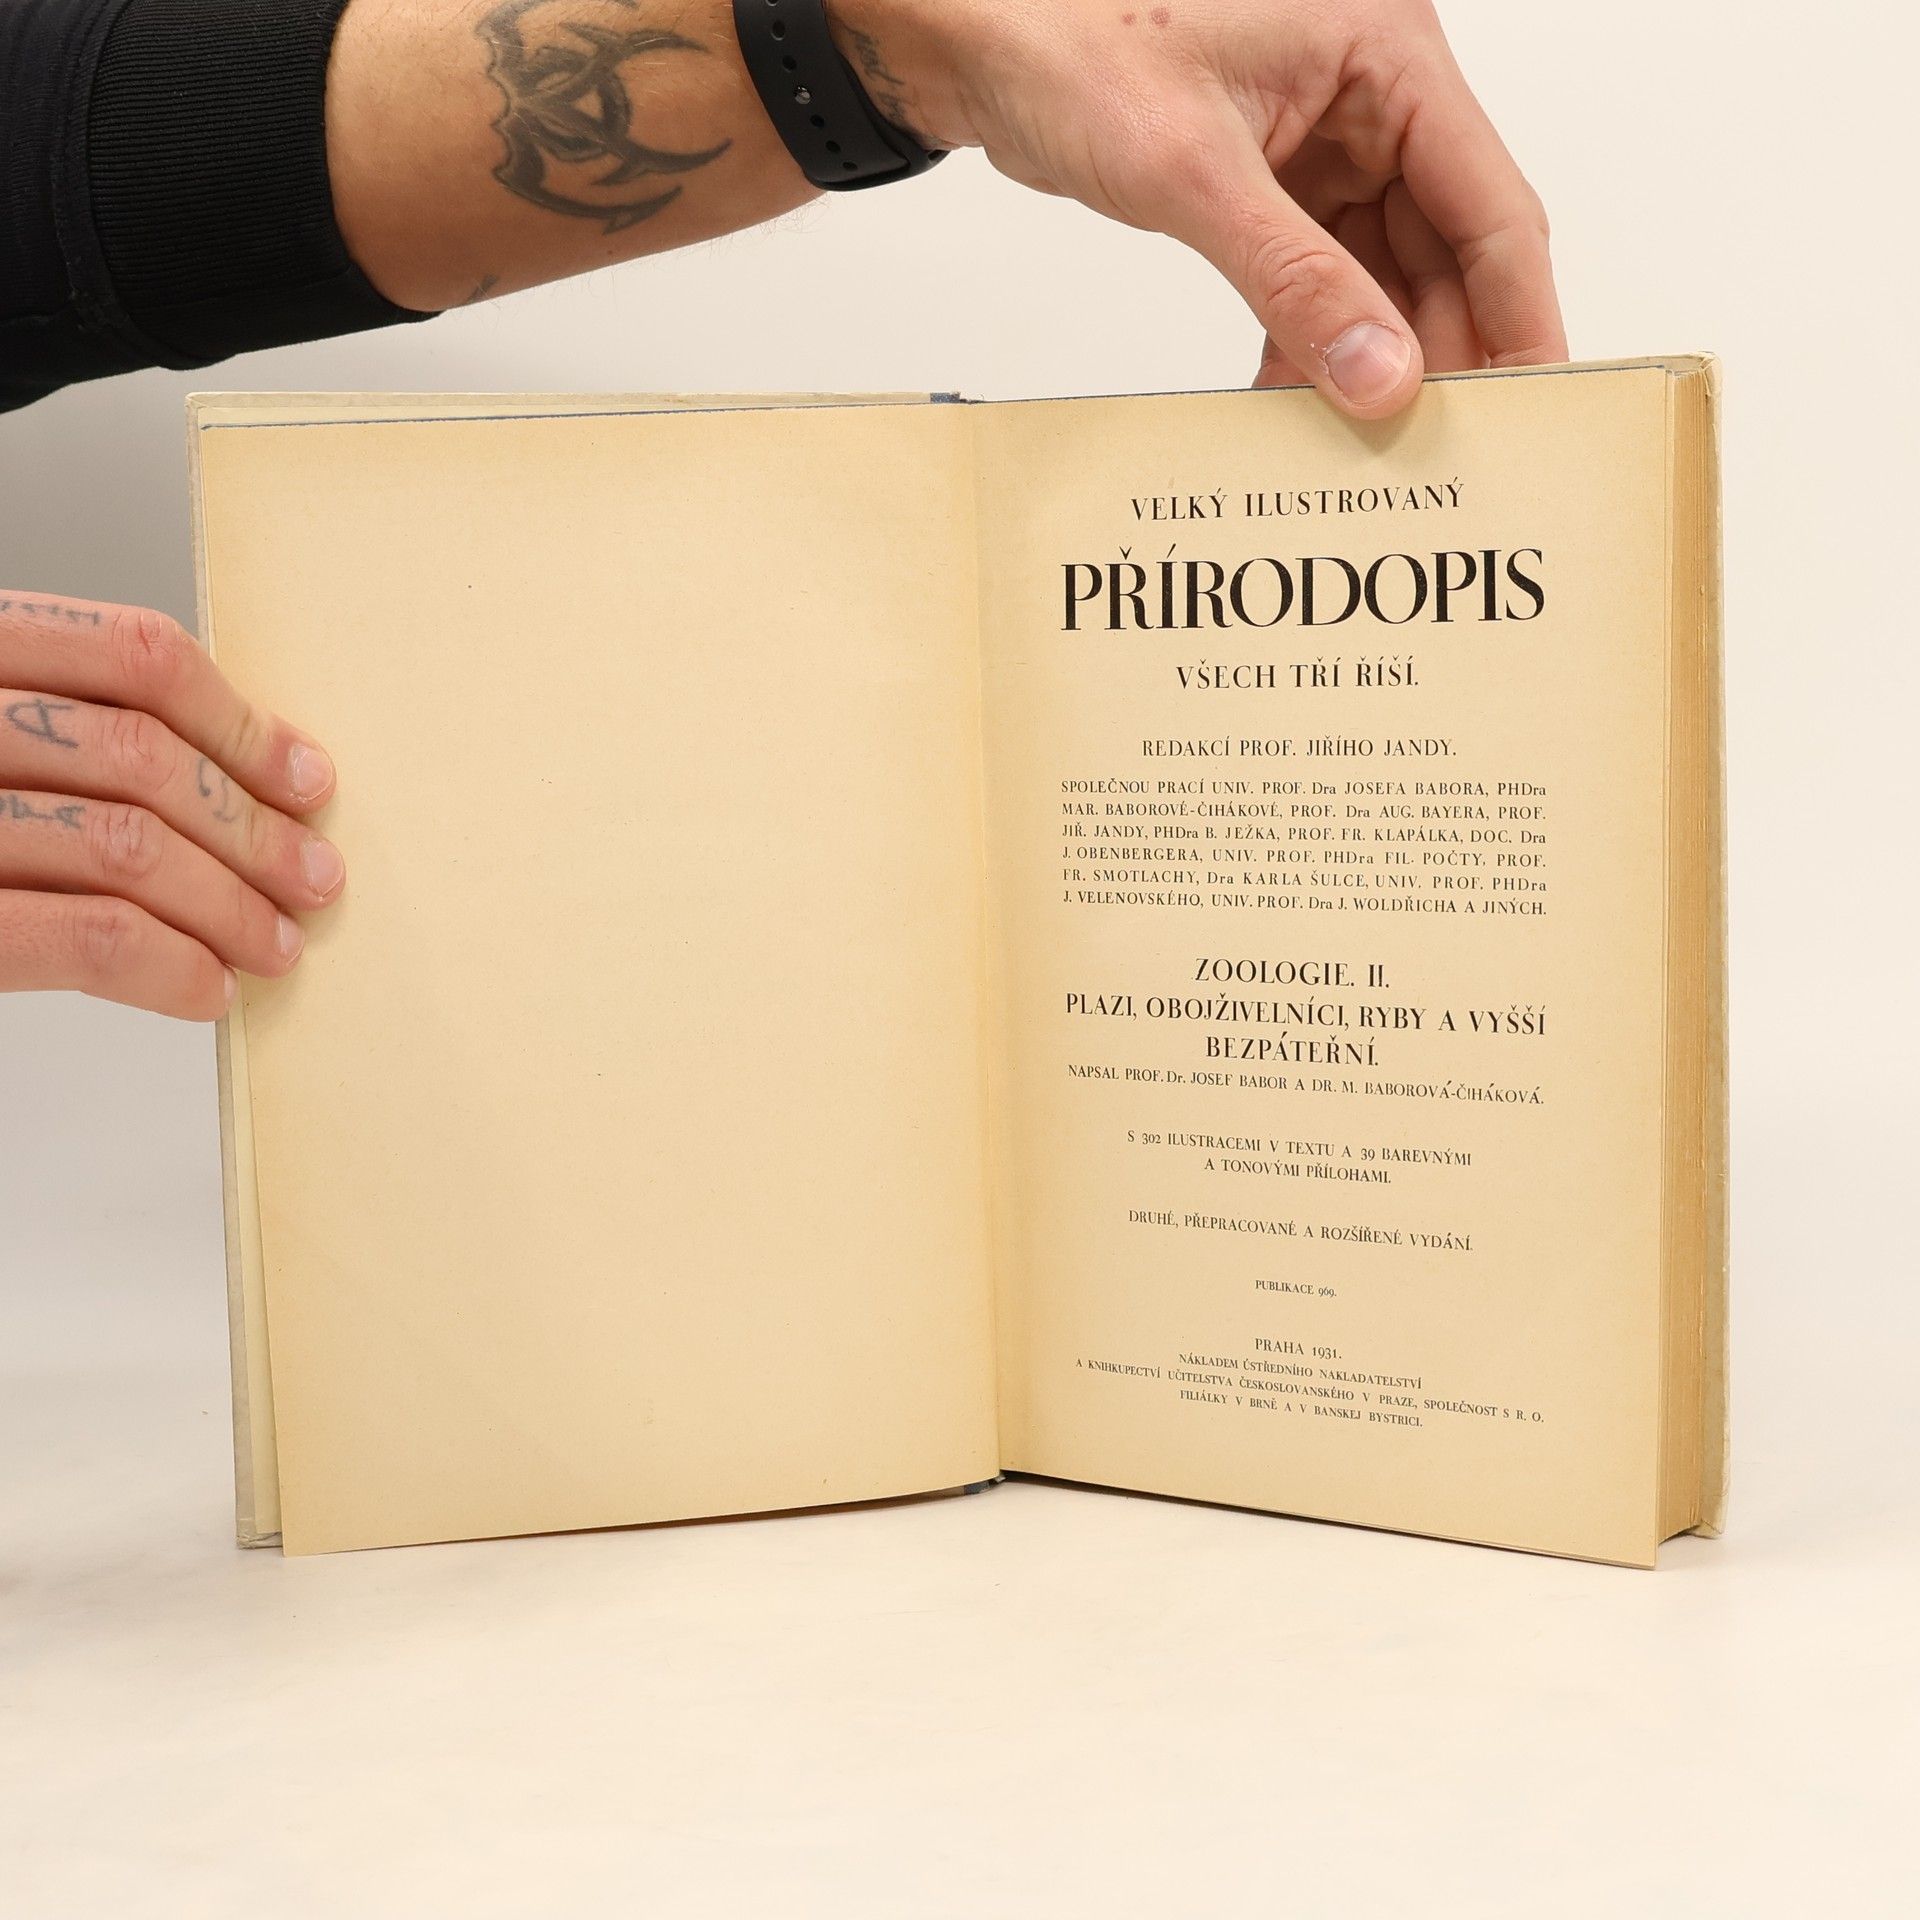 VELKÝ ILUSTROVANÝ
PŘÍRODOPIS
VŠECH TŘÍ ŘÍŠÍ.
REDAKCÍ PROF. JIŘÍHO JANDY.
SPOLEČNOU PRACÍ UNIV. PROF. Dra JOSEFA BABORA, PHDra
MAR. BABOROVÉ-ČIHÁKOVÉ, PROF. Dra AUG. BAYERA, PROF.
JIŘ. JANDY, PHDra B. JEŽKA, PROF. FR. KLAPÁLKA, DOC. Dra
J. OBENBERGERA, UNIV. PROF. PHDra FIL. POČTY, PROF.
FR. SMOTLACHY, Dra KARLA ŠULCE, UNIV. PROF. PHDra
J. VELENOVSKÉHO, UNIV. PROF. Dra J. WOLDŘICHA A JINÝCH.
ZOOLOGIE. II.
PLAZI, OBOJŽIVELNÍCI, RYBY A VYŠŠÍ
BEZPÁTEŘNÍ.
NAPSAL PROF. Dr. JOSEF BABOR A DR. M. BABOROVÁ-ČIHÁKOVÁ.
S 302 ILUSTRACEMI V TEXTU A 39 BAREVNÝMI
A TONOVÝMI PŘÍLOHAMI.
DRUHÉ, PŘEPRACOVANÉ A ROZŠÍŘENÉ VYDÁNÍ.
PUBLIKACE 969.
PRAHA 1931.
NÁKLADEM ÚSTŘEDNÍHO NAKLADATELSTVÍ
A KNIHKUPECTVÍ UČITELSTVA ČESKOSLOVANSKÉHO V PRAZE, SPOLEČNOST S R. O.
FILIÁLKY V BRNĚ A V BANSKEJ BYSTRICI.